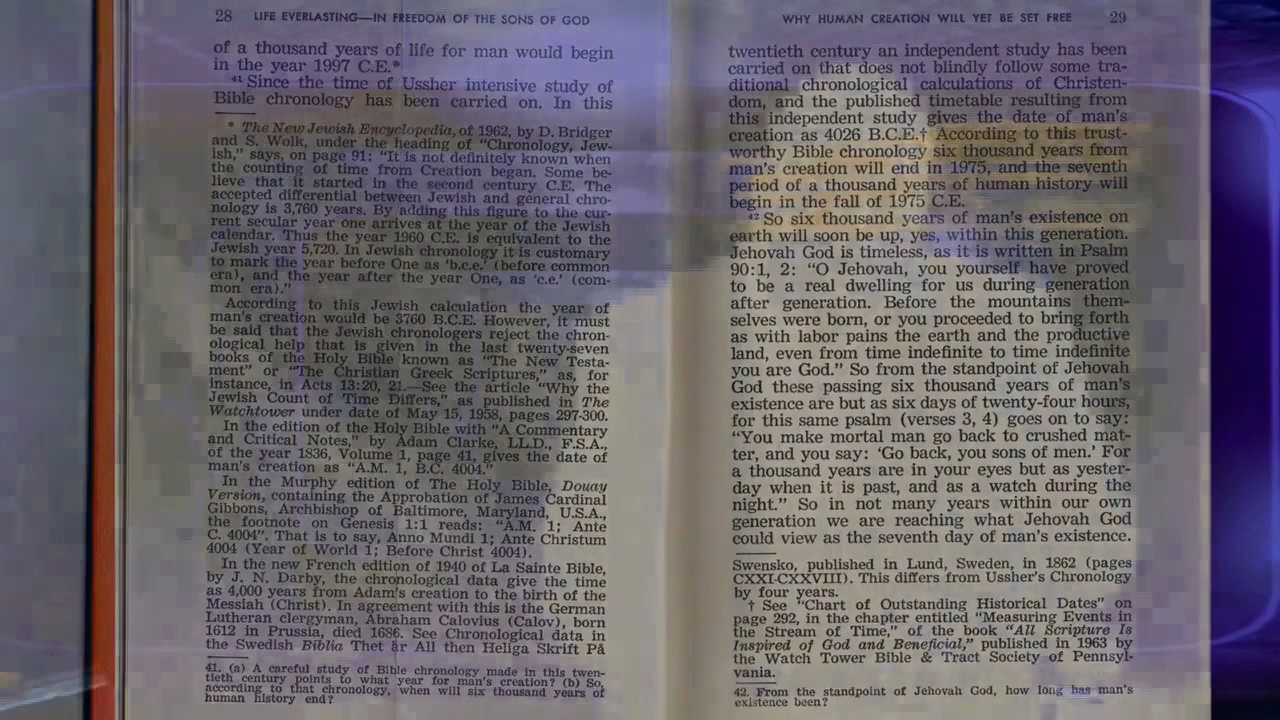 28 LIFE EVERLASTING—IN FREEDOM OF THE SONS OF GOD
of a thousand years of life for man would begin
in the year 1997 C.E.*
⁴¹ Since the time of Ussher intensive study of
Bible chronology has been carried on. In this
* The New Jewish Encyclopedia, of 1962, by D. Bridger
and S. Wolk, under the heading of “Chronology, Jew-
ish,” says, on page 91: “It is not definitely known when
the counting of time from Creation began. Some be-
lieve that it started in the second century C.E. The
accepted differential between Jewish and general chro-
nology is 3,760 years. By adding this figure to the cur-
rent secular year one arrives at the year of the Jewish
calendar. Thus the year 1960 C.E. is equivalent to the
Jewish year 5,720. In Jewish chronology it is customary
to mark the year before One as ‘b.c.e.’ (before common
era), and the year after the year One, as ‘c.e.’ (com-
mon era).”
According to this Jewish calculation the year of
man’s creation would be 3760 B.C.E. However, it must
be said that the Jewish chronologers reject the chron-
ological help that is given in the last twenty-seven
books of the Holy Bible known as “The New Testa-
ment” or “The Christian Greek Scriptures,” as, for
instance, in Acts 13:20, 21.—See the article “Why the
Jewish Count of Time Differs,” as published in The
Watchtower under date of May 15, 1958, pages 297-300.
In the edition of the Holy Bible with “A Commentary
and Critical Notes,” by Adam Clarke, LL.D., F.S.A.,
of the year 1836, Volume 1, page 41, gives the date of
man’s creation as “A.M. 1, B.C. 4004.”
In the Murphy edition of The Holy Bible, Douay
Version, containing the Approbation of James Cardinal
Gibbons, Archbishop of Baltimore, Maryland, U.S.A.,
the footnote on Genesis 1:1 reads: “A.M. 1; Ante
C. 4004”. That is to say, Anno Mundi 1; Ante Christum
4004 (Year of World 1; Before Christ 4004).
In the new French edition of 1940 of La Sainte Bible,
by J. N. Darby, the chronological data give the time
as 4,000 years from Adam’s creation to the birth of the
Messiah (Christ). In agreement with this is the German
Lutheran clergyman, Abraham Calovius (Calov), born
1612 in Prussia, died 1686. See Chronological data in
the Swedish Biblia Thet är All then Heliga Skrift På
41. (a) A careful study of Bible chronology made in this twen-
tieth century points to what year for man’s creation? (b) So,
according to that chronology, when will six thousand years of
human history end?
WHY HUMAN CREATION WILL YET BE SET FREE 29
twentieth century an independent study has been
carried on that does not blindly follow some tra-
ditional chronological calculations of Christen-
dom, and the published timetable resulting from
this independent study gives the date of man’s
creation as 4026 B.C.E.† According to this trust-
worthy Bible chronology six thousand years from
man’s creation will end in 1975, and the seventh
period of a thousand years of human history will
begin in the fall of 1975 C.E.
⁴² So six thousand years of man’s existence on
earth will soon be up, yes, within this generation.
Jehovah God is timeless, as it is written in Psalm
90:1, 2: “O Jehovah, you yourself have proved
to be a real dwelling for us during generation
after generation. Before the mountains them-
selves were born, or you proceeded to bring forth
as with labor pains the earth and the productive
land, even from time indefinite to time indefinite
you are God.” So from the standpoint of Jehovah
God these passing six thousand years of man’s
existence are but as six days of twenty-four hours,
for this same psalm (verses 3, 4) goes on to say:
“You make mortal man go back to crushed mat-
ter, and you say: ‘Go back, you sons of men.’ For
a thousand years are in your eyes but as yester-
day when it is past, and as a watch during the
night.” So in not many years within our own
generation we are reaching what Jehovah God
could view as the seventh day of man’s existence.
Swensko, published in Lund, Sweden, in 1862 (pages
CXXI-CXXVIII). This differs from Ussher’s Chronology
by four years.
† See “Chart of Outstanding Historical Dates” on
page 292, in the chapter entitled “Measuring Events in
the Stream of Time,” of the book “All Scripture Is
Inspired of God and Beneficial,” published in 1963 by
the Watch Tower Bible & Tract Society of Pennsyl-
vania.
42. From the standpoint of Jehovah God, how long has man’s
existence been?